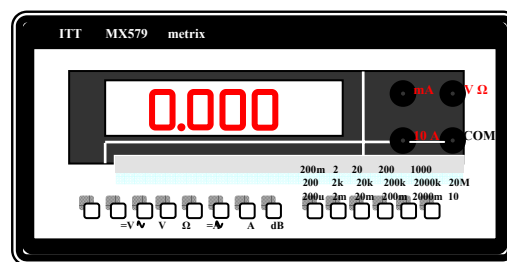 ITT MX579 metrix
0.000
mA V Ω
10 A COM
200m 2 20 200 1000
200 2k 20k 200k 2000k 20M
200u 2m 20m 200m 2000m 10
=V V Ω =A A dB